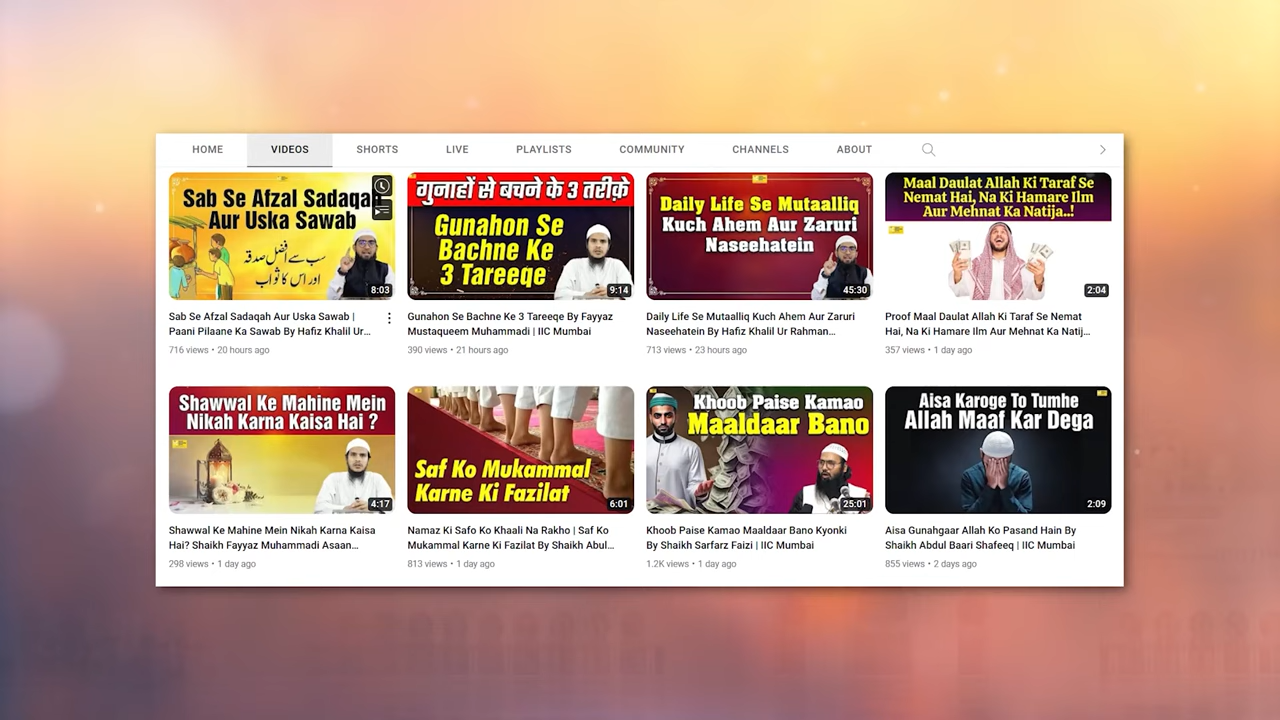 HOME VIDEOS SHORTS LIVE PLAYLISTS COMMUNITY CHANNELS ABOUT
Sab Se Afzal Sadaqah
Aur Uska Sawab
سب سے افضل صدقہ
اور اس کا ثواب
8:03
Sab Se Afzal Sadaqah Aur Uska Sawab |
Paani Pilaane Ka Sawab By Hafiz Khalil Ur...
716 views • 20 hours ago
गुनाहों से बचने के 3 तरीक़े
Gunahon Se
Bachne Ke
3 Tareeqe
9:14
Gunahon Se Bachne Ke 3 Tareeqe By Fayyaz
Mustaqueem Muhammadi | IIC Mumbai
390 views • 21 hours ago
Daily Life Se Mutaalliq
Kuch Ahem Aur Zaruri
Naseehatein
45:30
Daily Life Se Mutaalliq Kuch Ahem Aur Zaruri
Naseehatein By Hafiz Khalil Ur Rahman...
713 views • 23 hours ago
Maal Daulat Allah Ki Taraf Se
Nemat Hai, Na Ki Hamare Ilm
Aur Mehnat Ka Natija..!
2:04
Proof Maal Daulat Allah Ki Taraf Se Nemat
Hai, Na Ki Hamare Ilm Aur Mehnat Ka Natij...
357 views • 1 day ago
Shawwal Ke Mahine Mein
Nikah Karna Kaisa Hai ?
4:17
Shawwal Ke Mahine Mein Nikah Karna Kaisa
Hai? Shaikh Fayyaz Muhammadi Asaan...
298 views • 1 day ago
Saf Ko Mukammal
Karne Ki Fazilat
6:01
Namaz Ki Safo Ko Khaali Na Rakho | Saf Ko
Mukammal Karne Ki Fazilat By Shaikh Abul...
813 views • 1 day ago
Khoob Paise Kamao
Maaldaar Bano
25:01
Khoob Paise Kamao Maaldaar Bano Kyonki
By Shaikh Sarfarz Faizi | IIC Mumbai
1.2K views • 1 day ago
Aisa Karoge To Tumhe
Allah Maaf Kar Dega
2:09
Aisa Gunahgaar Allah Ko Pasand Hain By
Shaikh Abdul Baari Shafeeq | IIC Mumbai
855 views • 2 days ago